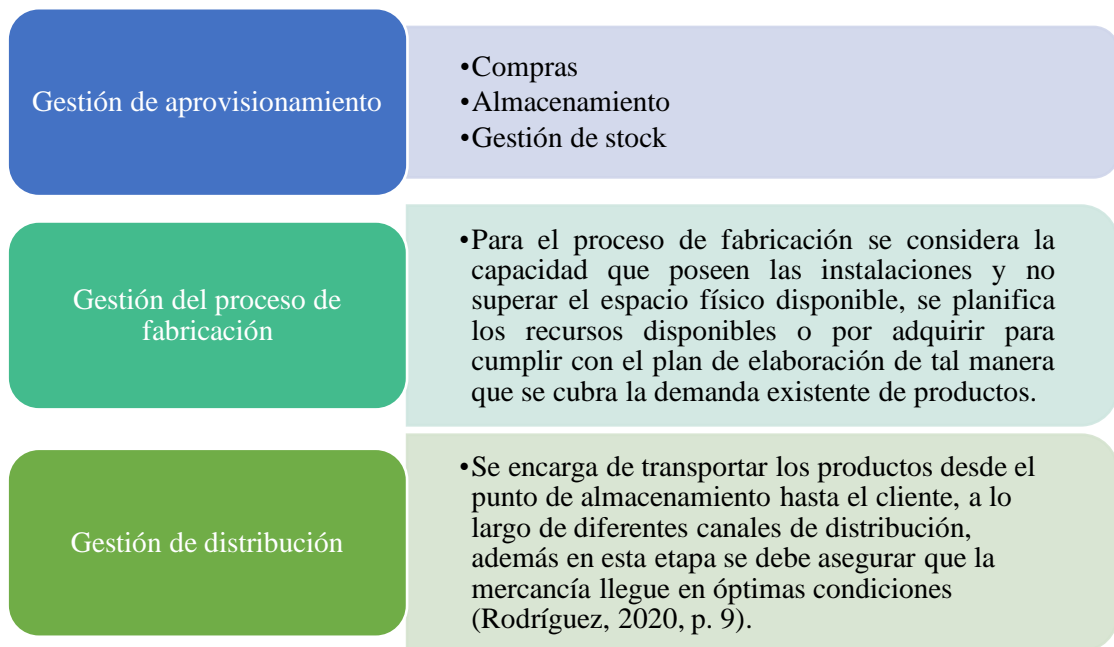 Gestión de aprovisionamiento
•Compras
•Almacenamiento
•Gestión de stock
Gestión del proceso de
fabricación
•Para el proceso de fabricación se considera la
capacidad que poseen las instalaciones y no
superar el espacio físico disponible, se planifica
los recursos disponibles o por adquirir para
cumplir con el plan de elaboración de tal manera
que se cubra la demanda existente de productos.
Gestión de distribución
•Se encarga de transportar los productos desde el
punto de almacenamiento hasta el cliente, a lo
largo de diferentes canales de distribución,
además en esta etapa se debe asegurar que la
mercancía llegue en óptimas condiciones
(Rodríguez, 2020, p. 9).